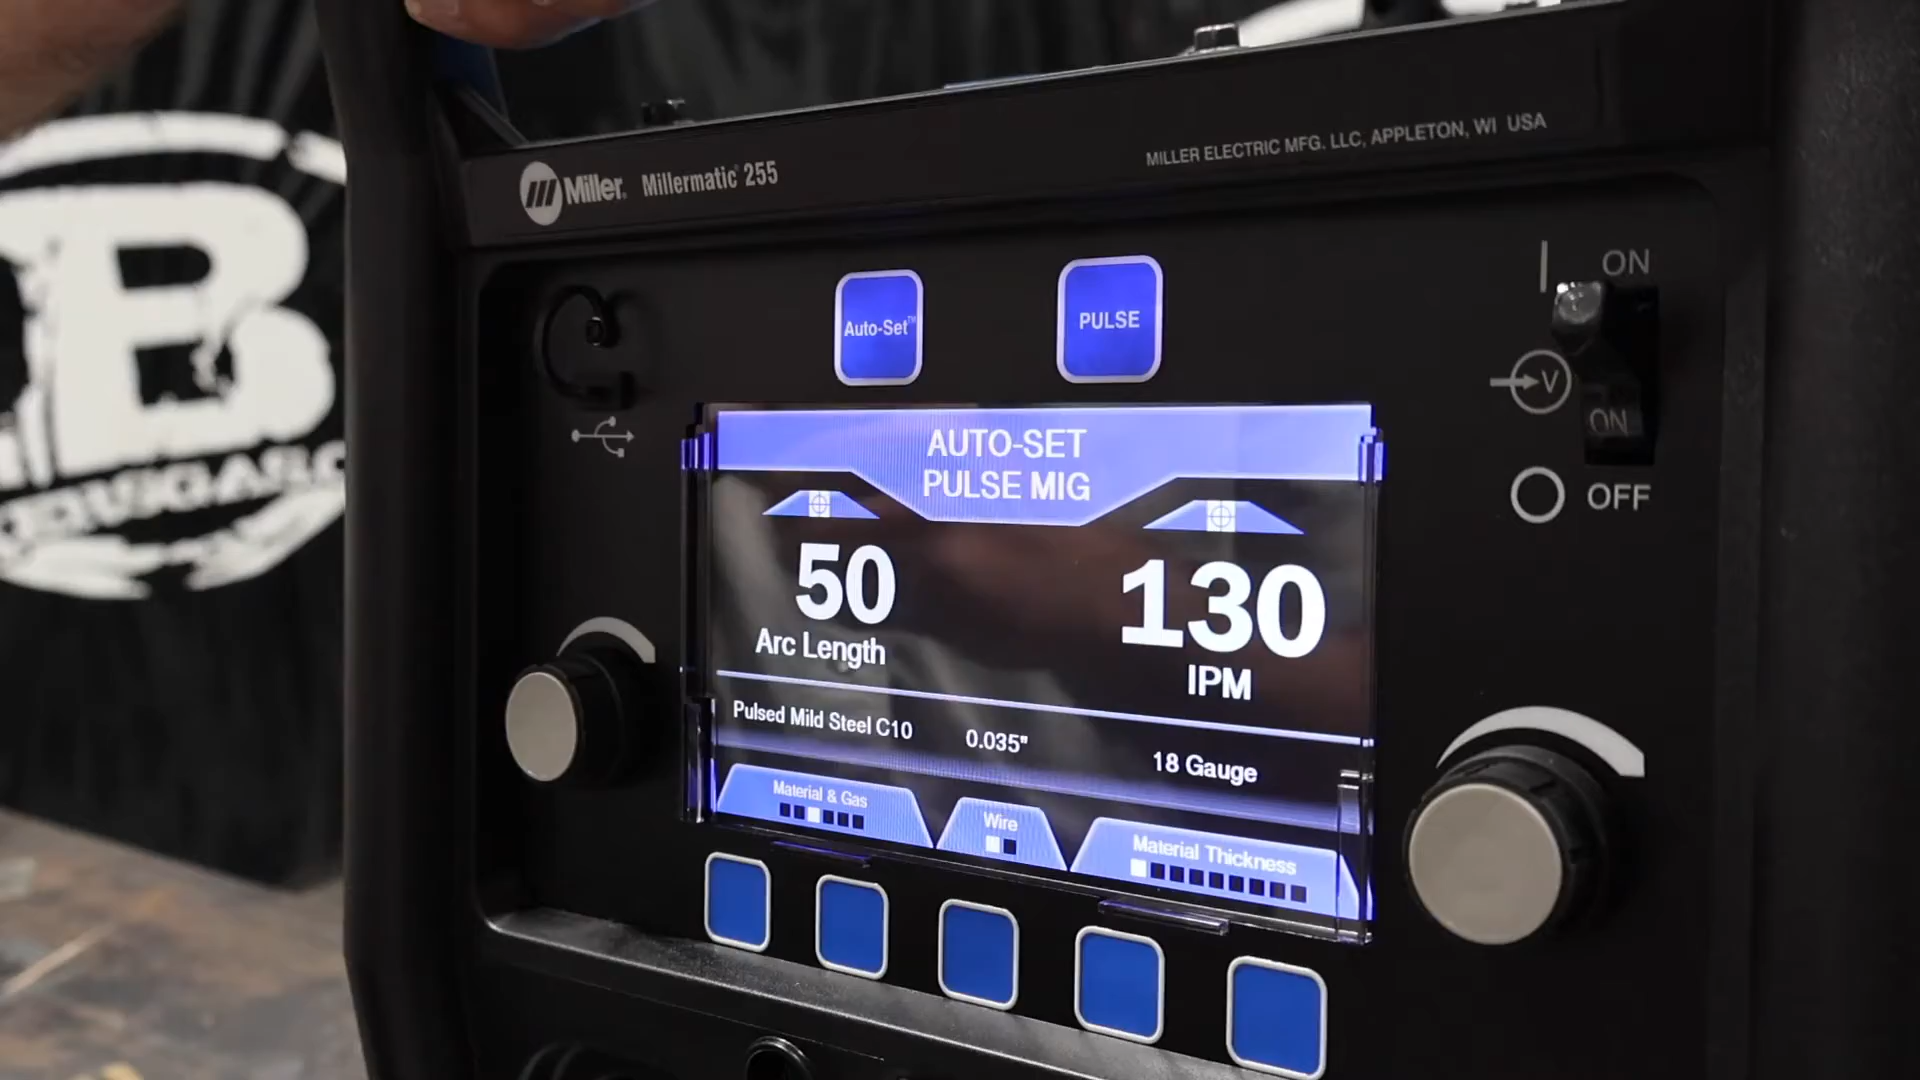 Miller® Millermatic® 255
MILLER ELECTRIC MFG. LLC, APPLETON, WI USA
Auto-Set™
PULSE
ON
V
ON
OFF
AUTO-SET
PULSE MIG
50
Arc Length
130
IPM
Pulsed Mild Steel C10 0.035" 18 Gauge
Material & Gas
Wire
Material Thickness
B